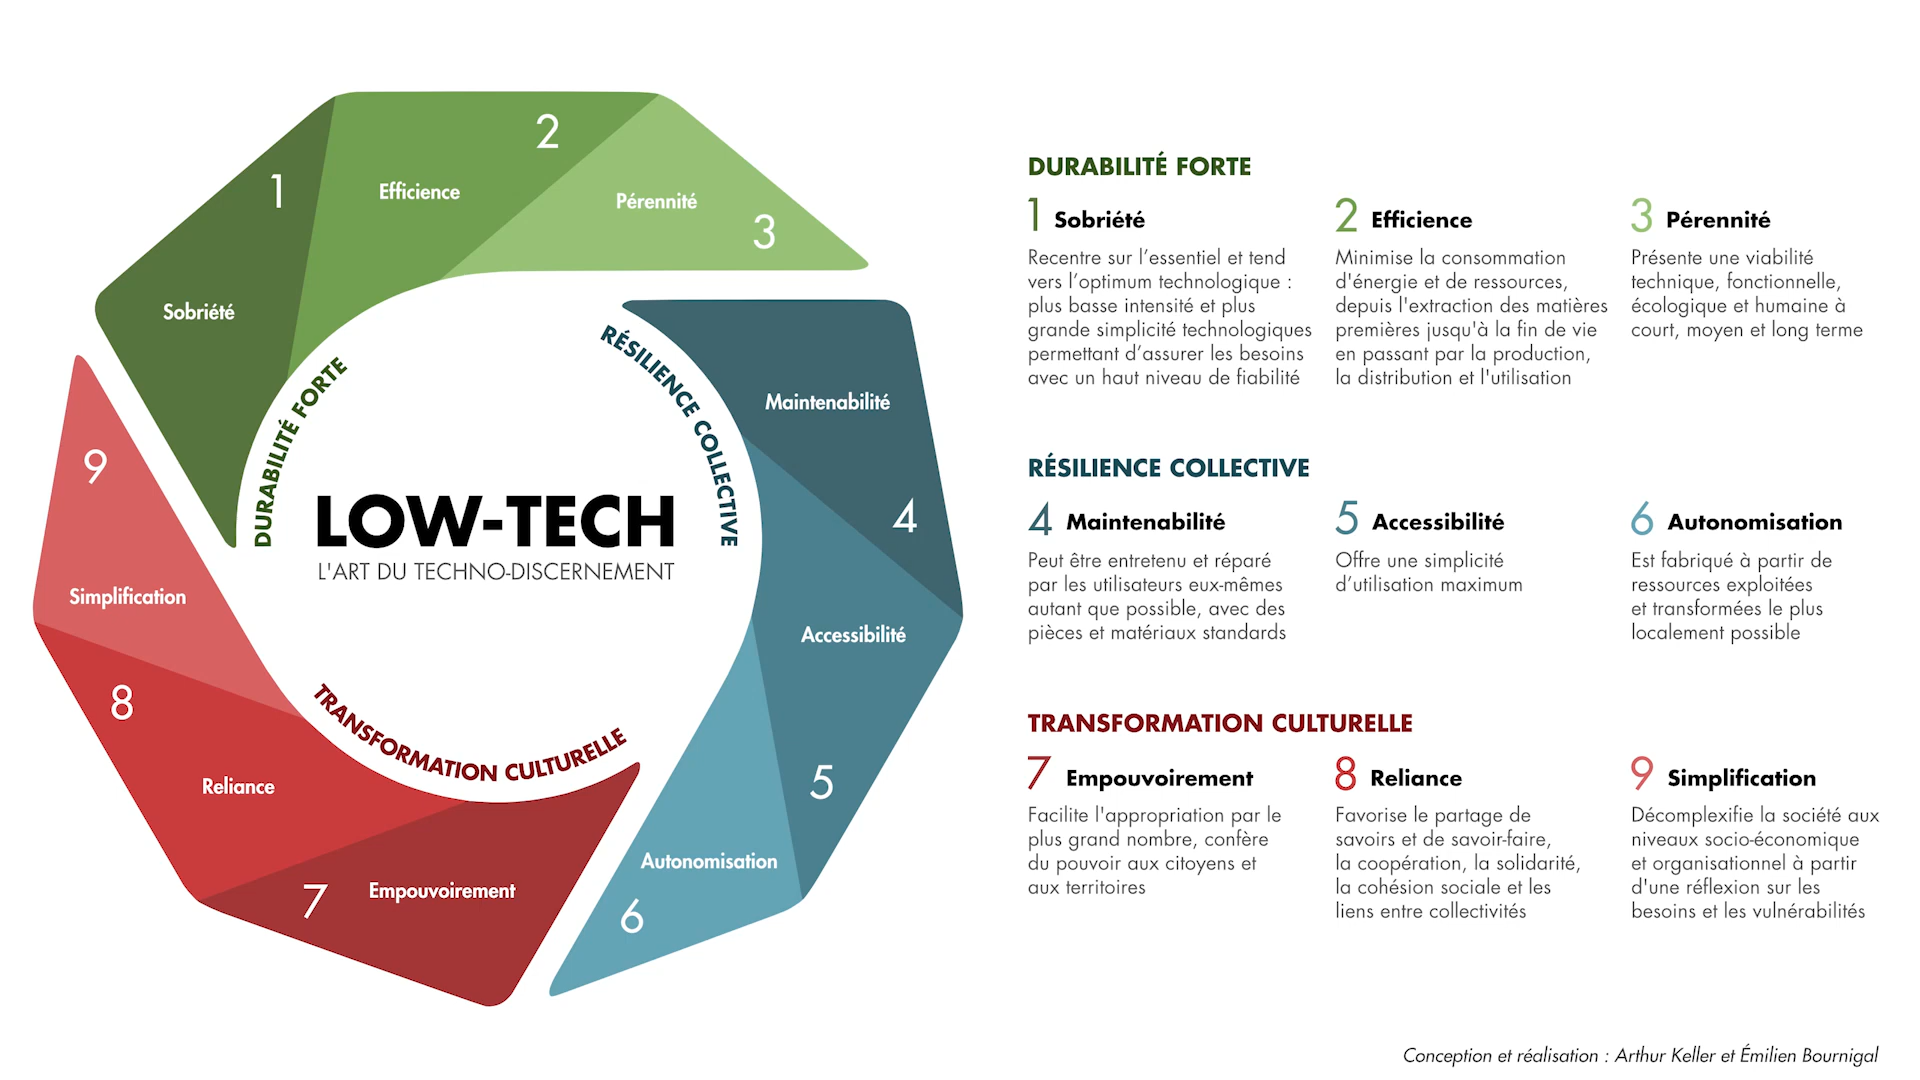 1
2
3
Sobriété
Efficience
Pérennité
DURABILITÉ FORTE
4
5
6
Maintenabilité
Accessibilité
Autonomisation
RÉSILIENCE COLLECTIVE
7
8
9
Empouvoirement
Reliance
Simplification
TRANSFORMATION CULTURELLE
LOW-TECH
L'ART DU TECHNO-DISCERNEMENT
DURABILITÉ FORTE
1 Sobriété
Recentre sur l’essentiel et tend
vers l’optimum technologique :
plus basse intensité et plus
grande simplicité technologiques
permettant d’assurer les besoins
avec un haut niveau de fiabilité
2 Efficience
Minimise la consommation
d'énergie et de ressources,
depuis l'extraction des matières
premières jusqu'à la fin de vie
en passant par la production,
la distribution et l'utilisation
3 Pérennité
Présente une viabilité
technique, fonctionnelle,
écologique et humaine à
court, moyen et long terme
RÉSILIENCE COLLECTIVE
4 Maintenabilité
Peut être entretenu et réparé
par les utilisateurs eux-mêmes
autant que possible, avec des
pièces et matériaux standards
5 Accessibilité
Offre une simplicité
d’utilisation maximum
6 Autonomisation
Est fabriqué à partir de
ressources exploitées
et transformées le plus
localement possible
TRANSFORMATION CULTURELLE
7 Empouvoirement
Facilite l'appropriation par le
plus grand nombre, confère
du pouvoir aux citoyens et
aux territoires
8 Reliance
Favorise le partage de
savoirs et de savoir-faire,
la coopération, la solidarité,
la cohésion sociale et les
liens entre collectivités
9 Simplification
Décomplexifie la société aux
niveaux socio-économique
et organisationnel à partir
d'une réflexion sur les
besoins et les vulnérabilités
Conception et réalisation : Arthur Keller et Émilien Bournigal